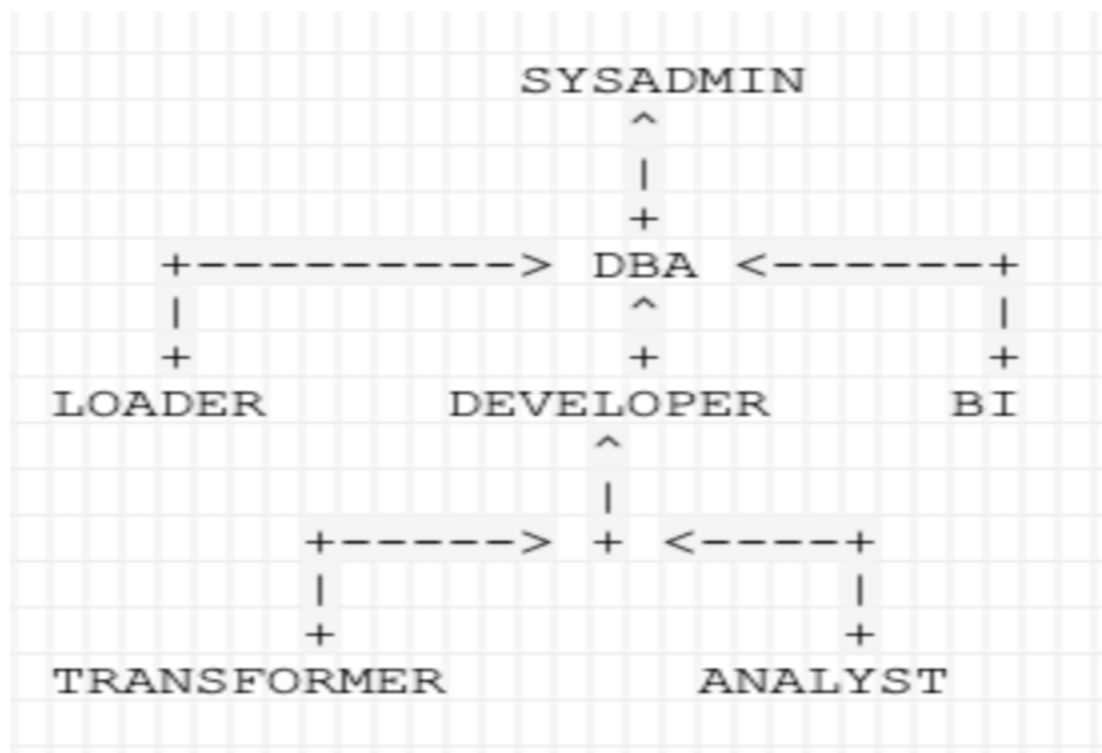 SYSADMIN
^
|
+
+----------> DBA <-------+
| ^ |
+ + +
LOADER DEVELOPER BI
^
|
+------> + <-----+
| |
+ +
TRANSFORMER ANALYST